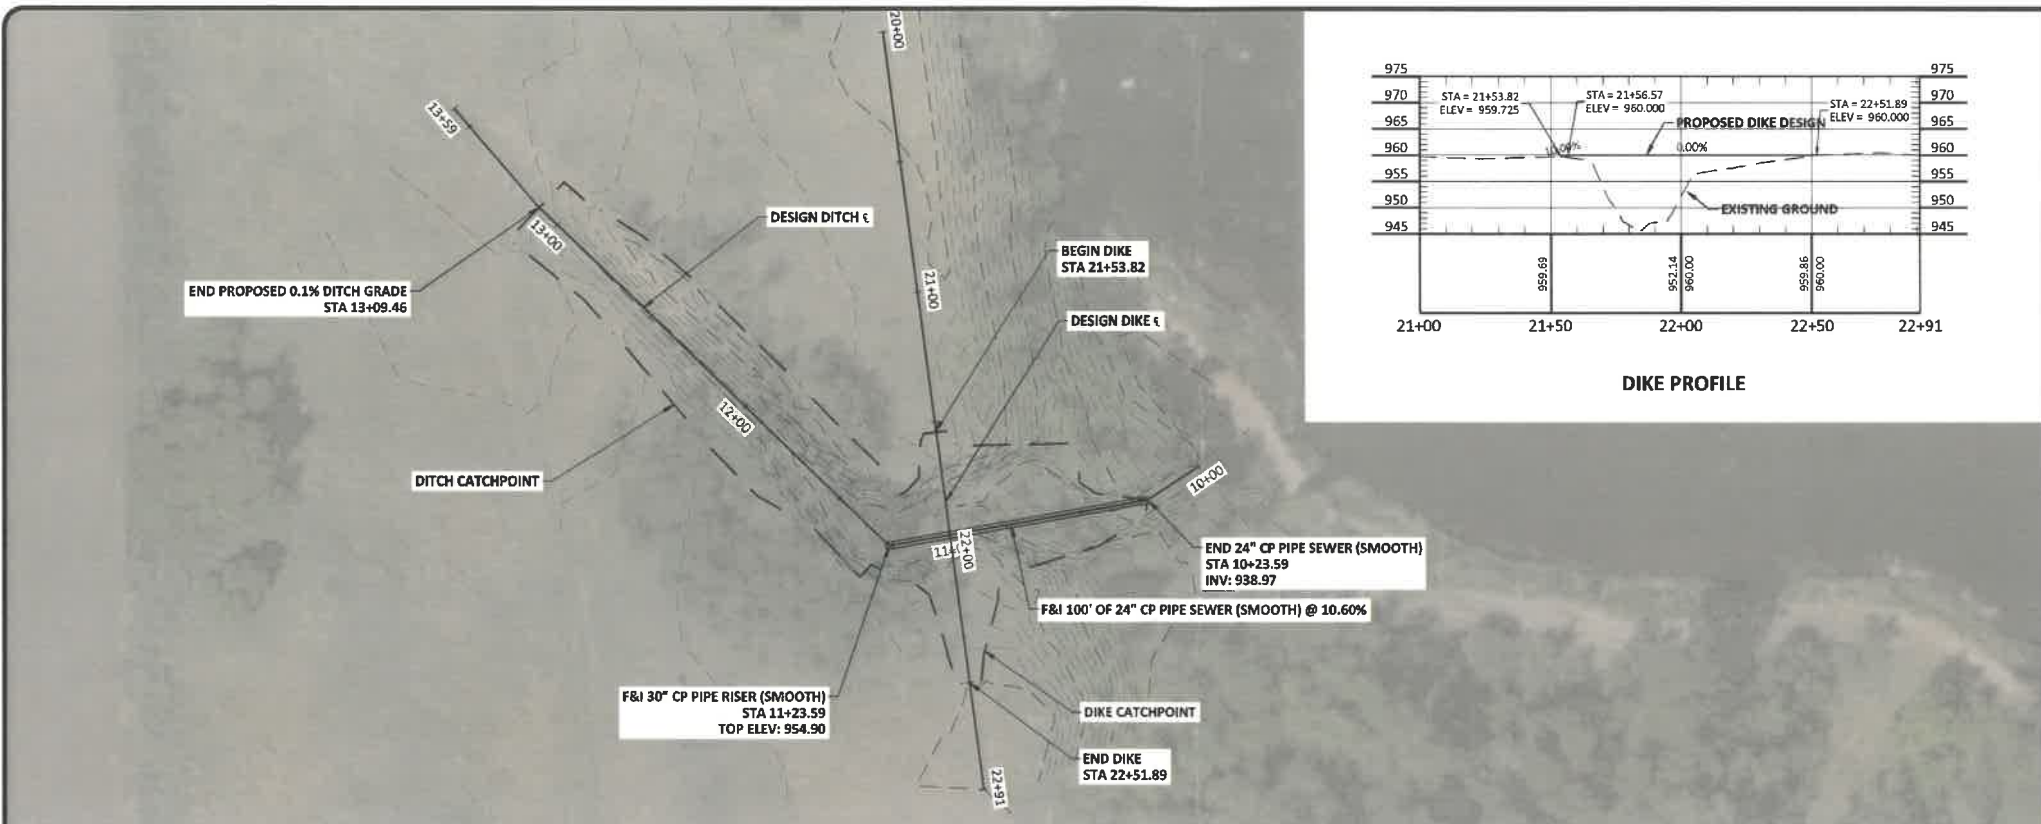 20+00
13+59
13+00
DESIGN DITCH ℄
END PROPOSED 0.1% DITCH GRADE
STA 13+09.46
BEGIN DIKE
STA 21+53.82
21+00
DESIGN DIKE ℄
12+00
DITCH CATCHPOINT
10+00
22+00
END 24" CP PIPE SEWER (SMOOTH)
STA 10+23.59
INV: 938.97
F&I 100' OF 24" CP PIPE SEWER (SMOOTH) @ 10.60%
F&I 30" CP PIPE RISER (SMOOTH)
STA 11+23.59
TOP ELEV: 954.90
DIKE CATCHPOINT
END DIKE
STA 22+51.89
22+91
975 975
970 970
965 965
960 960
955 955
950 950
945 945
STA = 21+53.82
ELEV = 959.725
STA = 21+56.57
ELEV = 960.000
STA = 22+51.89
ELEV = 960.000
PROPOSED DIKE DESIGN
0.00%
EXISTING GROUND
959.69
952.14
960.00
959.86
960.00
21+00 21+50 22+00 22+50 22+91
DIKE PROFILE